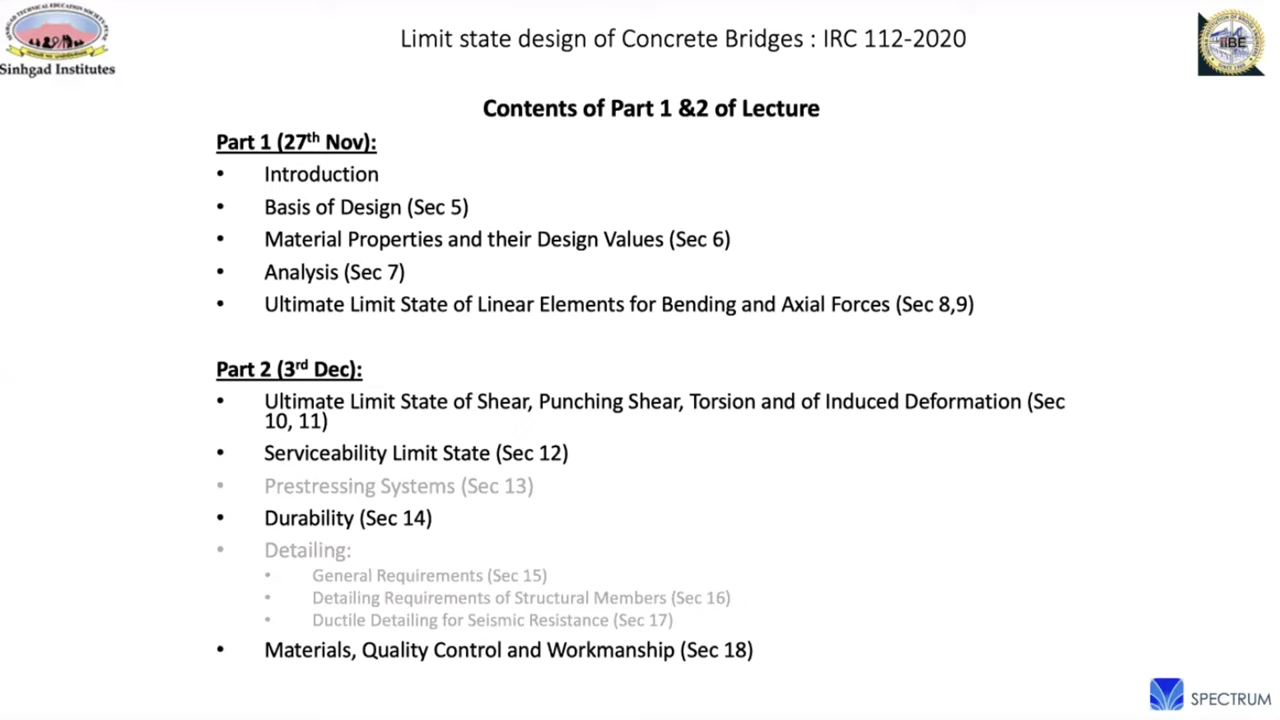 Sinhgad Institutes
Limit state design of Concrete Bridges : IRC 112-2020
IIBE
Contents of Part 1 &2 of Lecture
Part 1 (27th Nov):
• Introduction
• Basis of Design (Sec 5)
• Material Properties and their Design Values (Sec 6)
• Analysis (Sec 7)
• Ultimate Limit State of Linear Elements for Bending and Axial Forces (Sec 8,9)
Part 2 (3rd Dec):
• Ultimate Limit State of Shear, Punching Shear, Torsion and of Induced Deformation (Sec
10, 11)
• Serviceability Limit State (Sec 12)
• Prestressing Systems (Sec 13)
• Durability (Sec 14)
• Detailing:
• General Requirements (Sec 15)
• Detailing Requirements of Structural Members (Sec 16)
• Ductile Detailing for Seismic Resistance (Sec 17)
• Materials, Quality Control and Workmanship (Sec 18)
SPECTRUM